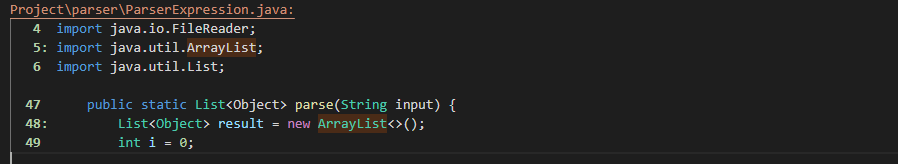 Project\parser\ParserExpression.java:
4 import java.io.FileReader;
5: import java.util.ArrayList;
6 import java.util.List;
47 public static List<Object> parse(String input) {
48: List<Object> result = new ArrayList<>();
49 int i = 0;